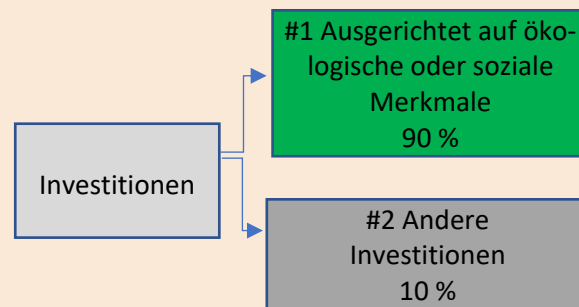 #1 Ausgerichtet auf öko-
logische oder soziale
Merkmale
90 %
Investitionen
#2 Andere
Investitionen
10 %